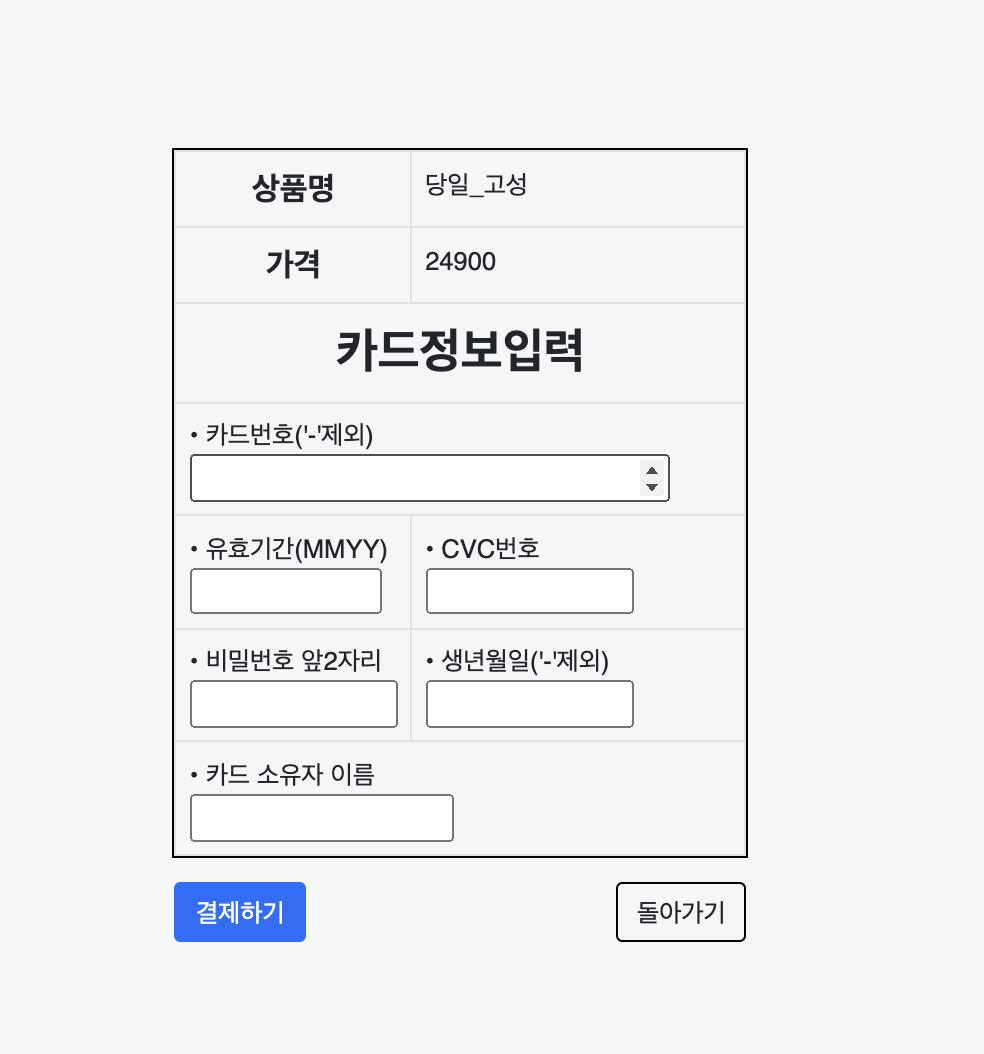 상품명 당일_고성
가격 24900
카드정보입력
• 카드번호('-'제외)
• 유효기간(MMYY) • CVC번호
• 비밀번호 앞2자리 • 생년월일('-'제외)
• 카드 소유자 이름
결제하기 돌아가기